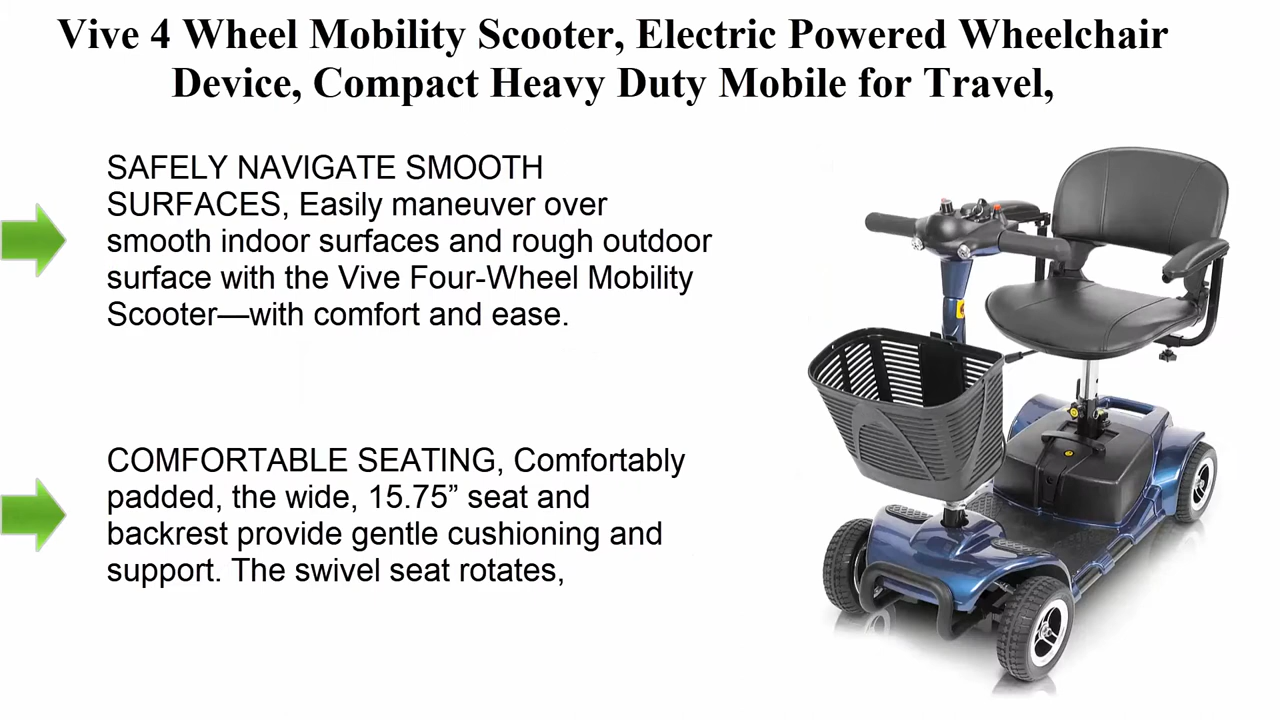 Vive 4 Wheel Mobility Scooter, Electric Powered Wheelchair
Device, Compact Heavy Duty Mobile for Travel,
SAFELY NAVIGATE SMOOTH
SURFACES, Easily maneuver over
smooth indoor surfaces and rough outdoor
surface with the Vive Four-Wheel Mobility
Scooter—with comfort and ease.
COMFORTABLE SEATING, Comfortably
padded, the wide, 15.75” seat and
backrest provide gentle cushioning and
support. The swivel seat rotates,